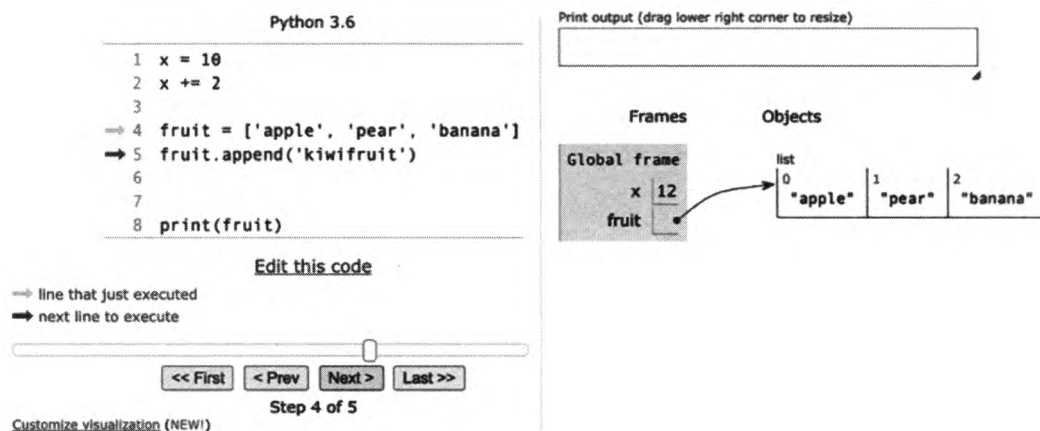 Python 3.6
1 x = 10
2 x += 2
3
4 fruit = ['apple', 'pear', 'banana']
5 fruit.append('kiwifruit')
6
7
8 print(fruit)
Edit this code
line that just executed
next line to execute
<< First < Prev Next > Last >>
Step 4 of 5
Customize visualization (NEW!)
Print output (drag lower right corner to resize)
Frames Objects
Global frame
x 12
fruit
list
0 1 2
"apple" "pear" "banana"